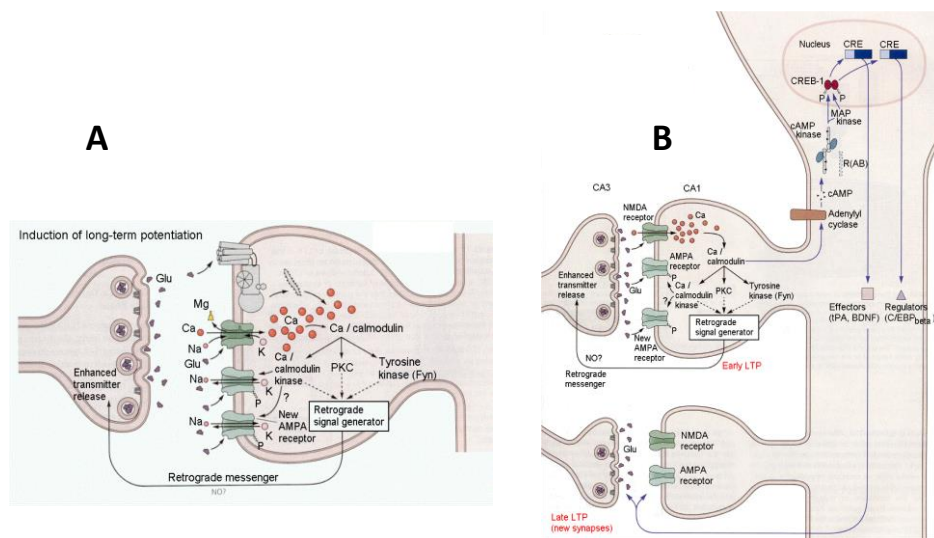 A
Induction of long-term potentiation
Glu
Mg
Ca
Na
Glu
Na
Na
Ca
Ca / calmodulin
K
Ca /
calmodulin
kinase
PKC
Tyrosine
kinase (Fyn)
K
?
P
New
AMPA
receptor
K
P
Retrograde
signal generator
Enhanced
transmitter
release
Retrograde messenger
NO?
B
Nucleus
CRE
CRE
CREB-1
P
P
MAP
kinase
cAMP
kinase
R(AB)
cAMP
Adenylyl
cyclase
CA3
CA1
NMDA
receptor
Ca
Ca /
calmodulin
AMPA
receptor
Enhanced
transmitter
release
Glu
Ca /
calmodulin
kinase
PKC
Tyrosine
kinase (Fyn)
?
P
New
AMPA
receptor
Retrograde
signal generator
NO?
Retrograde
messenger
Early LTP
Effectors
(tPA, BDNF)
Regulators
(C/EBP beta
NMDA
receptor
Glu
AMPA
receptor
Late LTP
(new synapses)